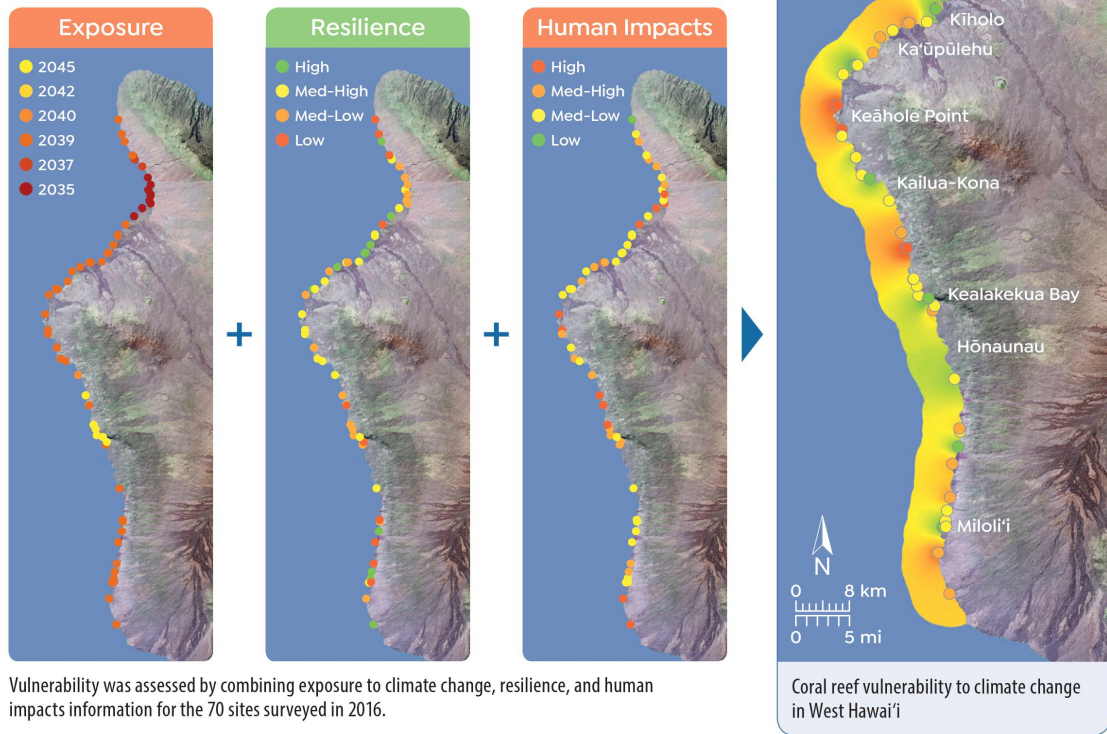 Exposure
2045
2042
2040
2039
2037
2035
Resilience
High
Med-High
Med-Low
Low
Human Impacts
High
Med-High
Med-Low
Low
+
+
Kīholo
Ka‘ūpūlehu
Keāhole Point
Kailua-Kona
Kealakekua Bay
Hōnaunau
Miloli‘i
N
0 8 km
0 5 mi
Vulnerability was assessed by combining exposure to climate change, resilience, and human
impacts information for the 70 sites surveyed in 2016.
Coral reef vulnerability to climate change
in West Hawai‘i